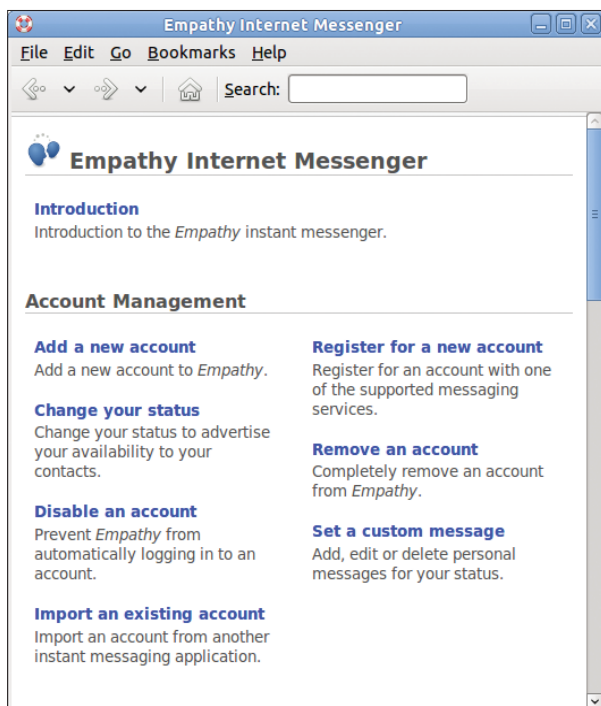 Empathy Internet Messenger
File Edit Go Bookmarks Help
Search:
Empathy Internet Messenger
Introduction
Introduction to the Empathy instant messenger.
Account Management
Add a new account
Add a new account to Empathy.
Change your status
Change your status to advertise
your availability to your
contacts.
Disable an account
Prevent Empathy from
automatically logging in to an
account.
Import an existing account
Import an account from another
instant messaging application.
Register for a new account
Register for an account with one
of the supported messaging
services.
Remove an account
Completely remove an account
from Empathy.
Set a custom message
Add, edit or delete personal
messages for your status.